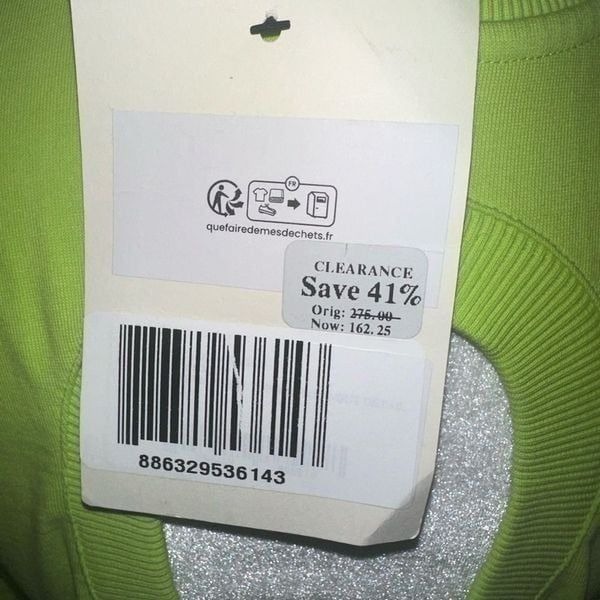 FR
quefairedemesdechets.fr
CLEARANCE
Save 41%
Orig: 275.00
Now: 162.25
886329536143